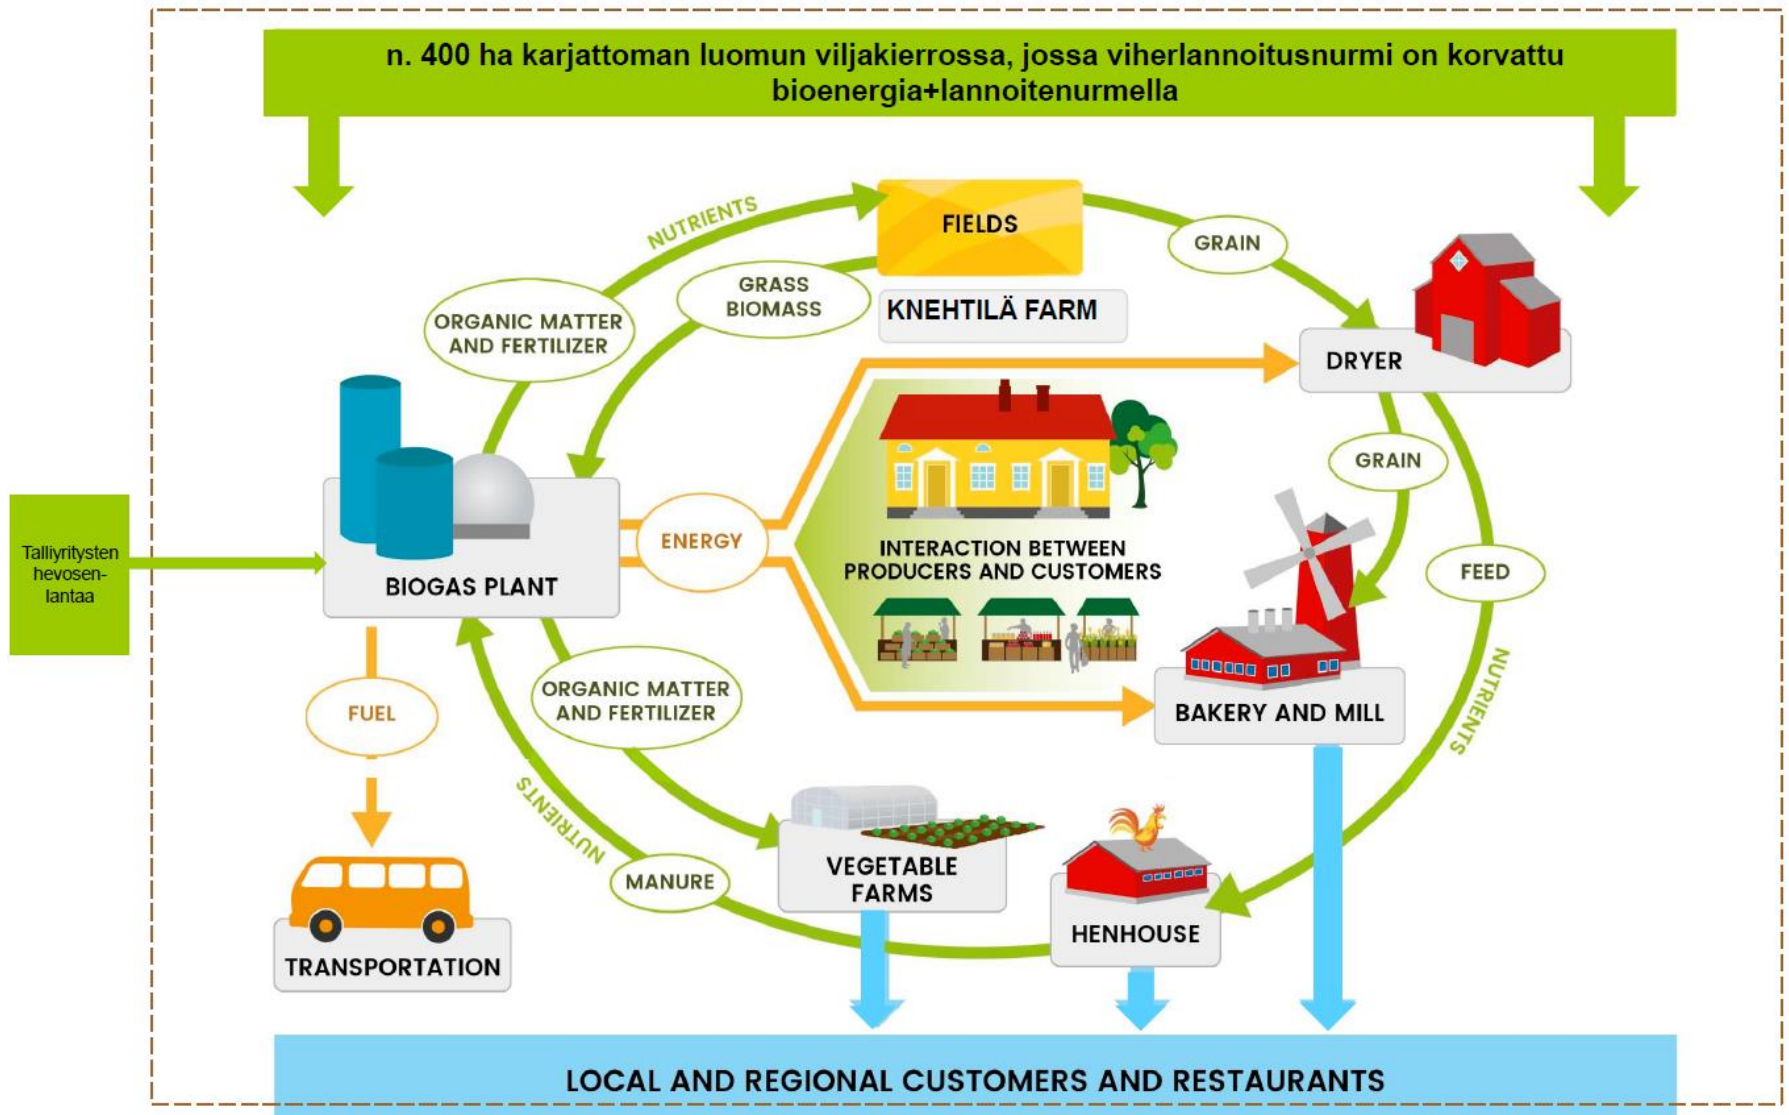 n. 400 ha karjattoman luomun viljakierrossa, jossa viherlannoitusnurmi on korvattu
bioenergia+lannoitenurmella
NUTRIENTS
FIELDS
GRAIN
GRASS
BIOMASS
KNEHTILÄ FARM
ORGANIC MATTER
AND FERTILIZER
DRYER
GRAIN
Talliyritysten
hevosen-
lantaa
BIOGAS PLANT
ENERGY
INTERACTION BETWEEN
PRODUCERS AND CUSTOMERS
FEED
NUTRIENTS
FUEL
ORGANIC MATTER
AND FERTILIZER
BAKERY AND MILL
NUTRIENTS
MANURE
VEGETABLE
FARMS
HENHOUSE
TRANSPORTATION
LOCAL AND REGIONAL CUSTOMERS AND RESTAURANTS